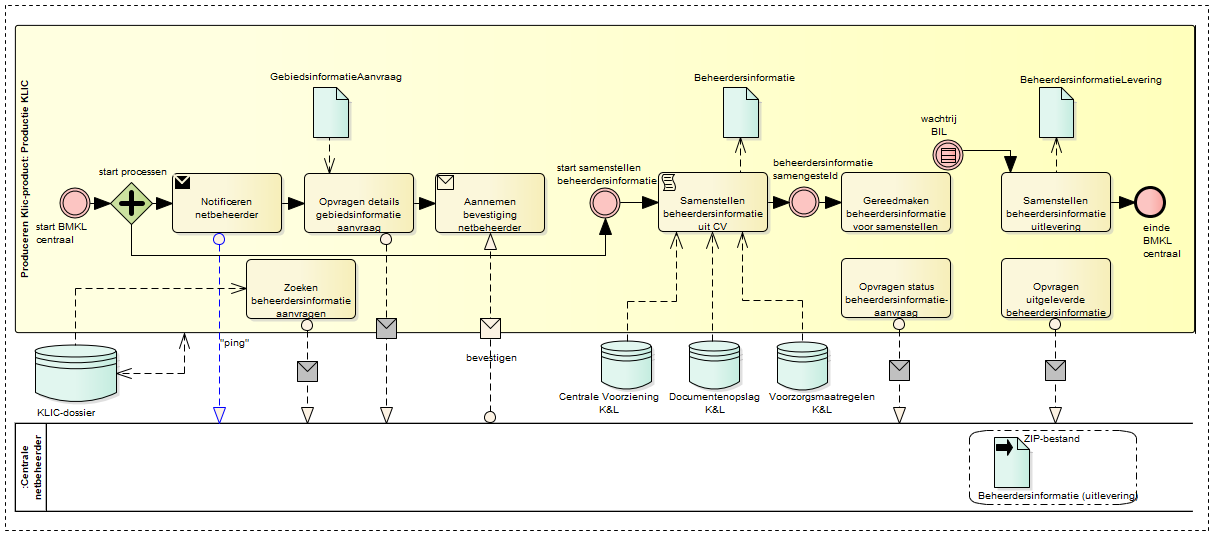 Produceren Klic-product: Productie KLIC
GebiedsinformatieAanvraag
Beheerdersinformatie
BeheerdersinformatieLevering
wachtrij
BIL
start processen
start samenstellen
beheerdersinformatie
beheerdersinformatie
samengesteld
start BMKL
centraal
Notificeren
netbeheerder
Opvragen details
gebiedsinformatie
aanvraag
Aannemen
bevestiging
netbeheerder
Samenstellen
beheerdersinformatie
uit CV
Gereedmaken
beheerdersinformatie
voor samenstellen
Samenstellen
beheerdersinformatie
uitlevering
einde
BMKL
centraal
Zoeken
beheerdersinformatie
aanvragen
Opvragen status
beheerdersinformatie-
aanvraag
Opvragen
uitgeleverde
beheerdersinformatie
"ping"
bevestigen
KLIC-dossier
Centrale Voorziening
K&L
Documentenopslag
K&L
Voorzorgsmaatregelen
K&L
:Centrale
netbeheerder
ZIP-bestand
Beheerdersinformatie (uitlevering)